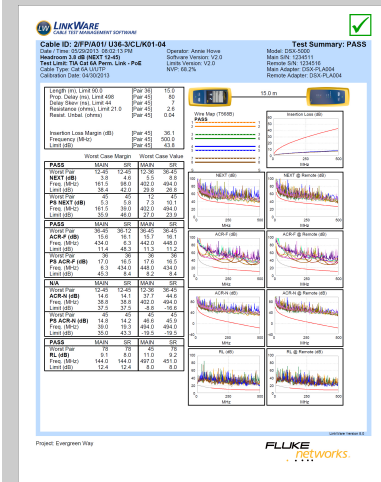 LINKWARE
CABLE TEST MANAGEMENT SOFTWARE
Cable ID: 2/FP/A01/ U36-3/CL/K01-04
Test Summary: PASS
Date / Time: 05/29/2013 06:02:13 PM
Operator: Annie Howe
Model: DSX-5000
Headroom 3.8 dB (NEXT 12-45)
Software Version: V2.0
Main S/N: 1234511
Test Limit: TIA Cat 6A Perm. Link - PoE
Limits Version: V2.0
Remote S/N: 1234518
Cable Type: Cat 6A U/UTP
NVP: 68.2%
Main Adapter: DSX-PLA004
Calibration Date: 04/30/2013
Remote Adapter: DSX-PLA004
Length (m), Limit 90.0 [Pair 36] 15.0
Prop. Delay (ns), Limit 498 [Pair 45] 80
Delay Skew (ns), Limit 44 [Pair 45] 7
Resistance (ohms), Limit 21.0 [Pair 45] 2.6
Resist. Unbal. (ohms) [Pair 45] 0.04
Insertion Loss Margin (dB) [Pair 45] 36.1
Frequency (MHz) [Pair 45] 500.0
Limit (dB) [Pair 45] 43.8
15.0 m
Wire Map (T568B)
PASS
Insertion Loss (dB)
Worst Case Margin Worst Case Value
PASS MAIN SR MAIN SR
Worst Pair 12-45 12-45 12-36 36-45
NEXT (dB) 3.8 4.6 5.5 8.8
Freq. (MHz) 161.5 98.0 402.0 494.0
Limit (dB) 38.4 42.0 29.8 26.8
Worst Pair 45 45 12 45
PS NEXT (dB) 5.3 5.8 7.3 10.1
Freq. (MHz) 161.5 39.0 402.0 494.0
Limit (dB) 35.9 46.0 27.0 23.9
PASS MAIN SR MAIN SR
Worst Pair 36-45 36-12 36-45 36-45
ACR-F (dB) 15.6 16.1 15.7 16.1
Freq. (MHz) 434.0 6.3 442.0 448.0
Limit (dB) 11.4 48.3 11.3 11.2
Worst Pair 36 36 36 36
PS ACR-F (dB) 17.0 16.5 17.6 16.5
Freq. (MHz) 6.3 434.0 448.0 434.0
Limit (dB) 45.3 8.4 8.2 8.4
N/A MAIN SR MAIN SR
Worst Pair 12-45 12-45 12-36 36-45
ACR-N (dB) 14.6 14.1 37.7 44.6
Freq. (MHz) 38.8 38.8 402.0 494.0
Worst Pair 45 45 45 45
PS ACR-N (dB) 14.8 14.2 46.6 45.9
Freq. (MHz) 39.0 19.3 494.0 494.0
Limit (dB) 35.0 43.3 -19.5 -19.5
PASS MAIN SR MAIN SR
Worst Pair 78 78 45 78
RL (dB) 9.1 8.0 11.0 9.2
Freq. (MHz) 144.0 144.0 497.0 451.0
Limit (dB) 12.4 12.4 8.0 8.0
NEXT (dB)
NEXT @ Remote (dB)
ACR-F (dB)
ACR-F @ Remote (dB)
ACR-N (dB)
ACR-N @ Remote (dB)
RL (dB)
RL @ Remote (dB)
MHz
Project: Evergreen Way
FLUKE
networks.